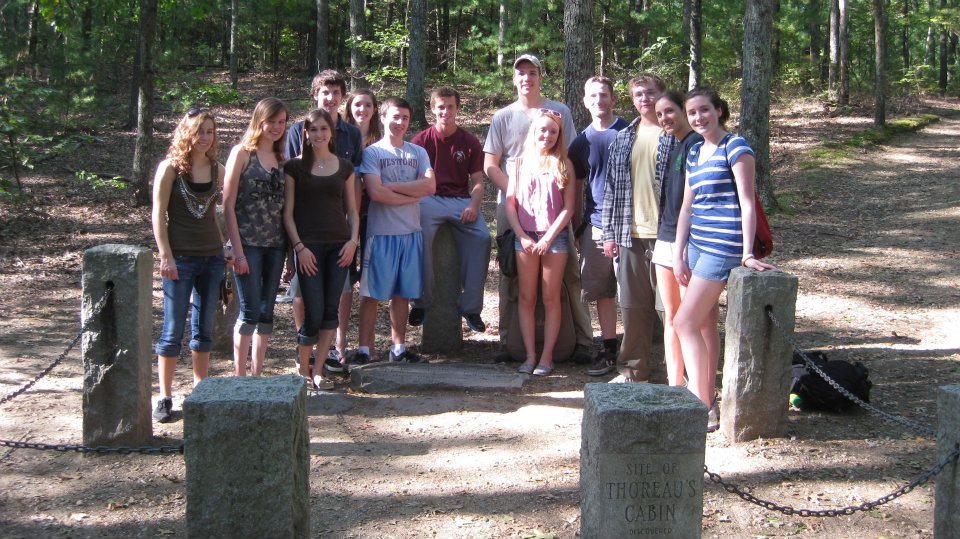 WESTFORD
SITE OF
THOREAU'S
CABIN
DISCOVERED